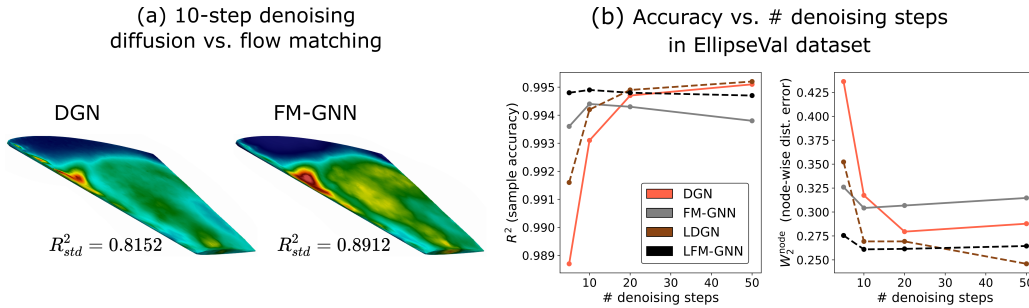 (a) 10-step denoising
diffusion vs. flow matching
DGN
FM-GNN
R²_std = 0.8152
R²_std = 0.8912
(b) Accuracy vs. # denoising steps
in EllipseVal dataset
R² (sample accuracy)
0.995
0.994
0.993
0.992
0.991
0.990
0.989
10
20
30
40
50
# denoising steps
DGN
FM-GNN
LDGN
LFM-GNN
W₂^node (node-wise dist. error)
0.425
0.400
0.375
0.350
0.325
0.300
0.275
0.250
10
20
30
40
50
# denoising steps